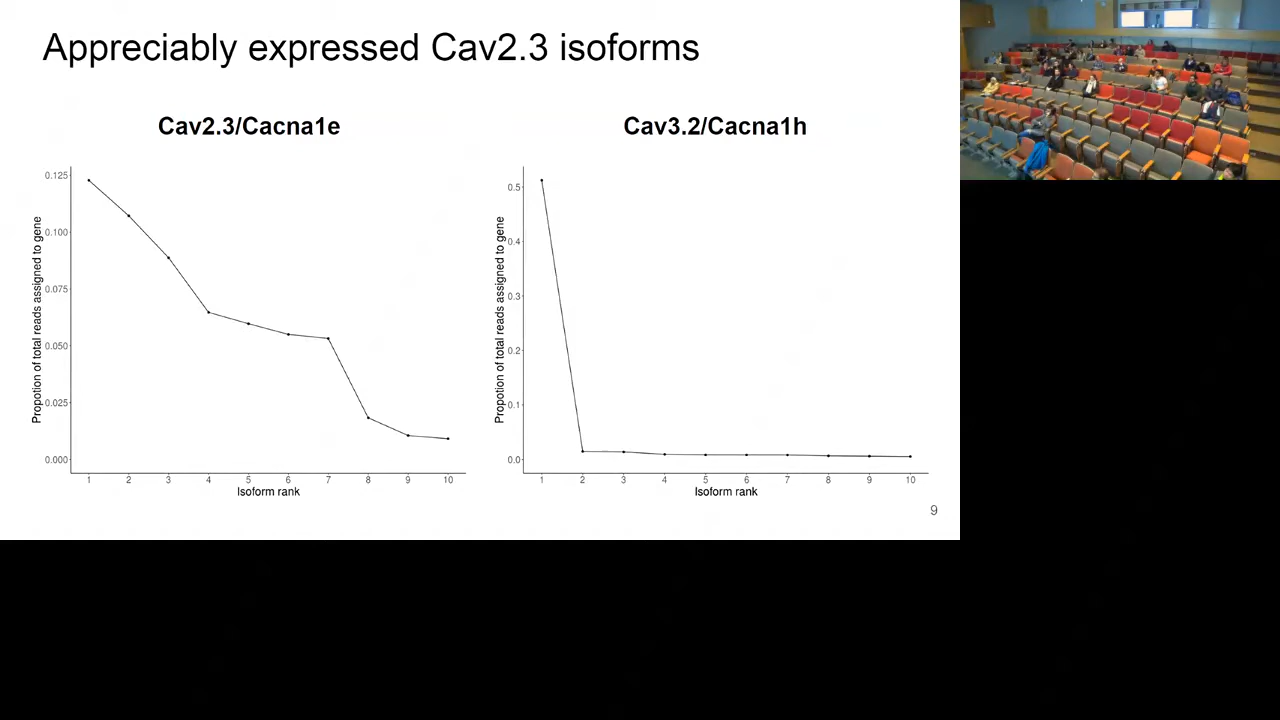 Appreciably expressed Cav2.3 isoforms
Cav2.3/Cacna1e
Propotion of total reads assigned to gene
0.125
0.100
0.075
0.050
0.025
0.000
1 2 3 4 5 6 7 8 9 10
Isoform rank
Cav3.2/Cacna1h
Propotion of total reads assigned to gene
0.5
0.4
0.3
0.2
0.1
0.0
1 2 3 4 5 6 7 8 9 10
Isoform rank
9